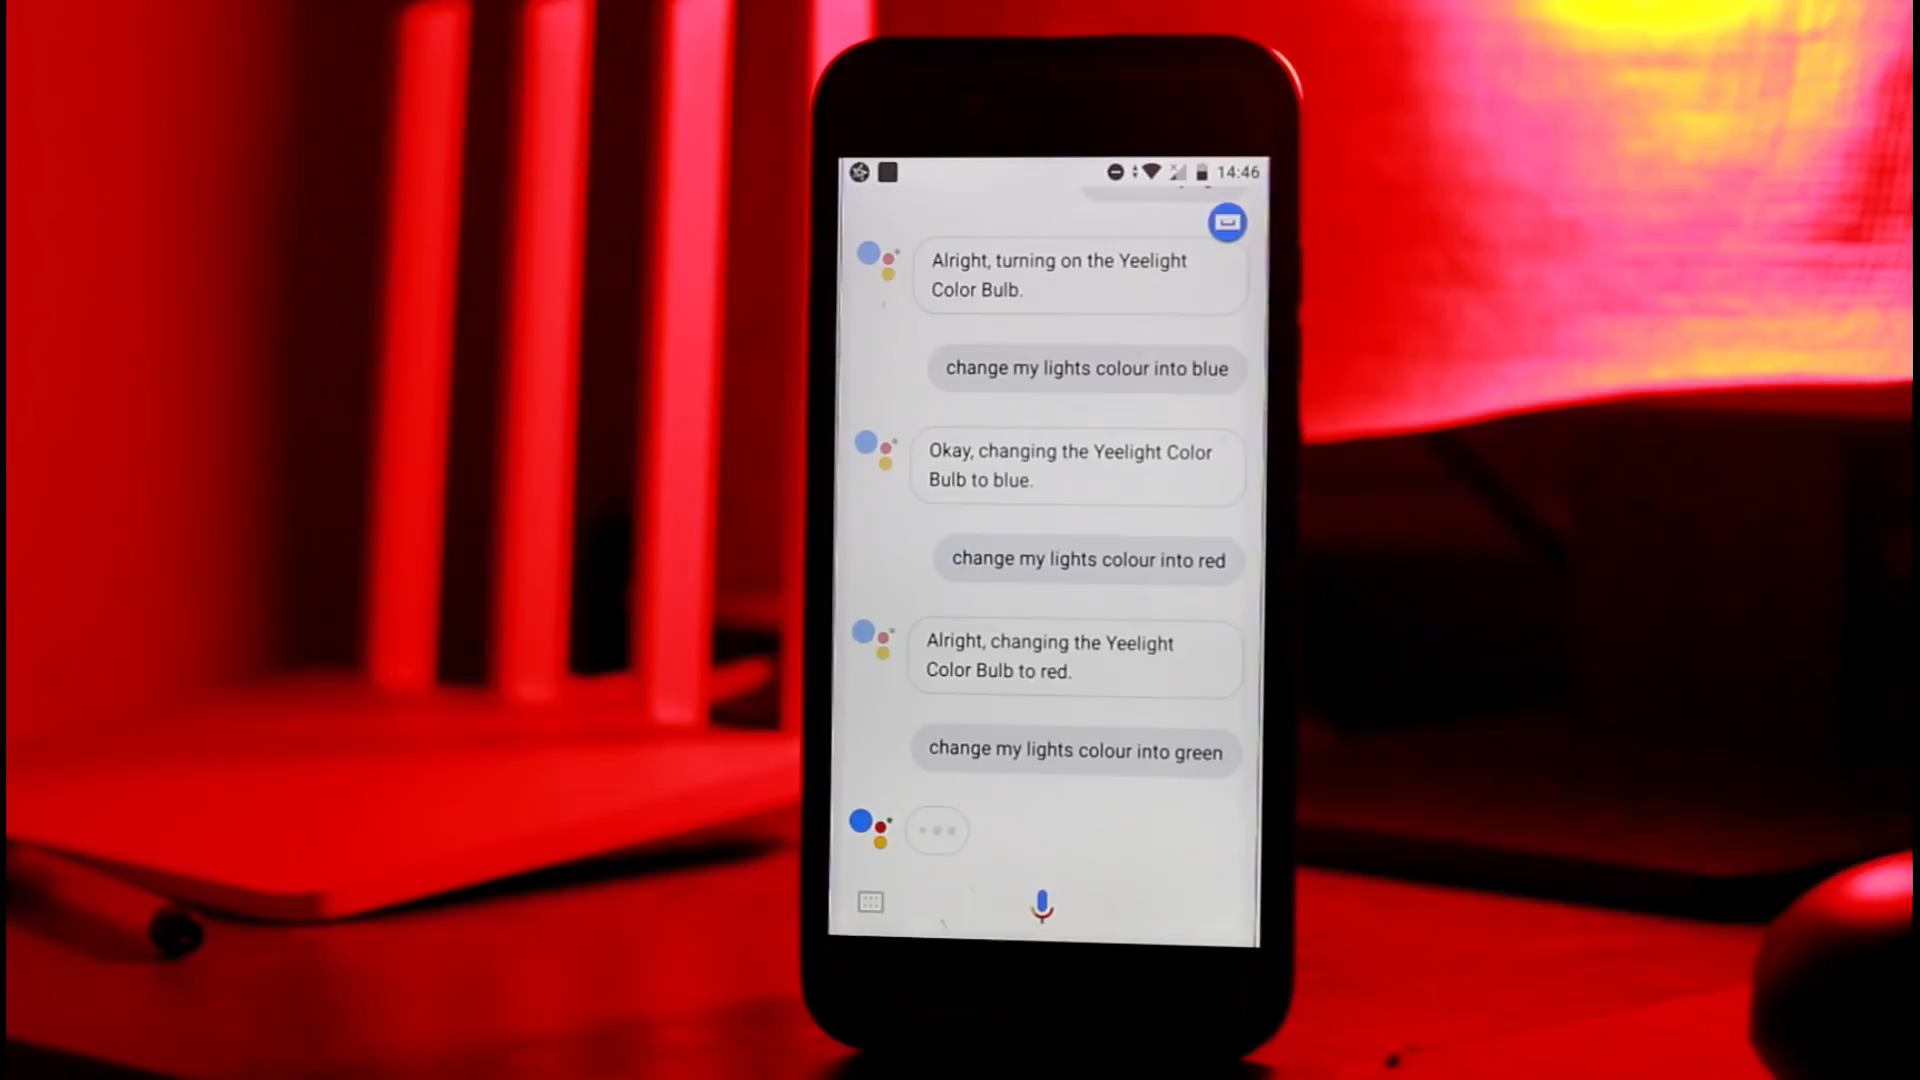 14:46
Alright, turning on the Yeelight
Color Bulb.
change my lights colour into blue
Okay, changing the Yeelight Color
Bulb to blue.
change my lights colour into red
Alright, changing the Yeelight
Color Bulb to red.
change my lights colour into green